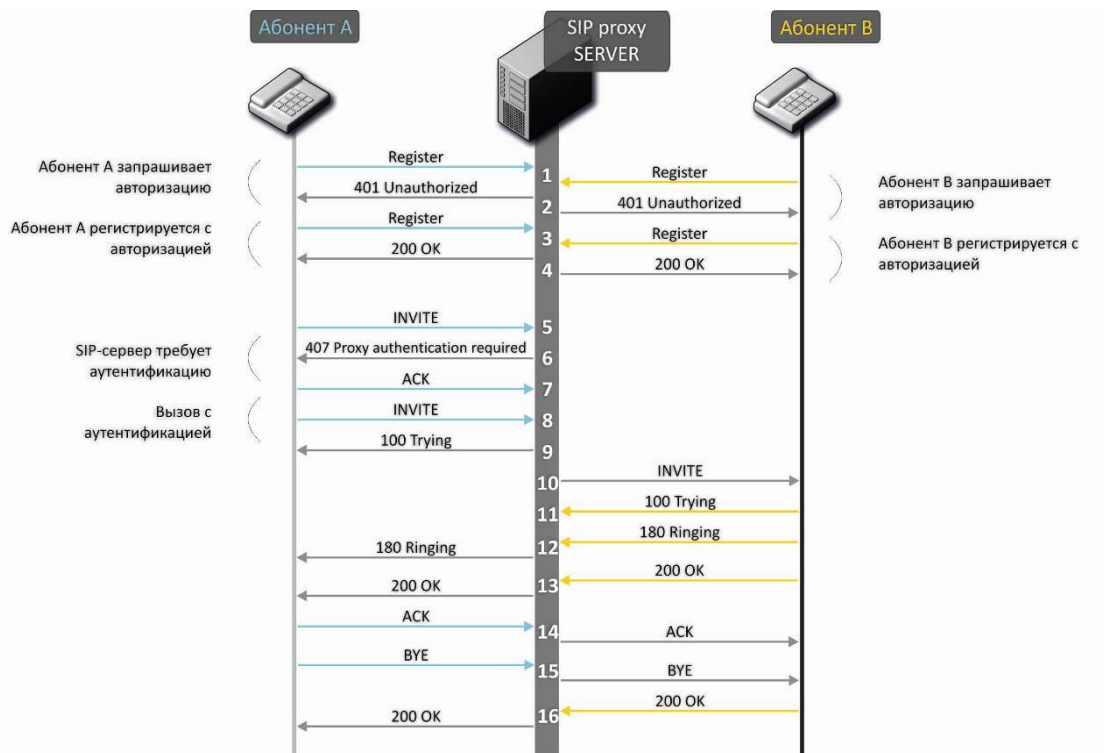 Абонент A
SIP proxy
SERVER
Абонент B
Абонент A запрашивает
авторизацию
Register
1
Register
Абонент B запрашивает
авторизацию
401 Unauthorized
2
401 Unauthorized
Абонент A регистрируется с
авторизацией
Register
3
Register
Абонент B регистрируется с
авторизацией
200 OK
4
200 OK
INVITE
5
SIP-сервер требует
аутентификацию
407 Proxy authentication required
6
ACK
7
Вызов с
аутентификацией
INVITE
8
100 Trying
9
10
INVITE
11
100 Trying
180 Ringing
12
180 Ringing
200 OK
13
200 OK
ACK
14
ACK
BYE
15
BYE
200 OK
16
200 OK